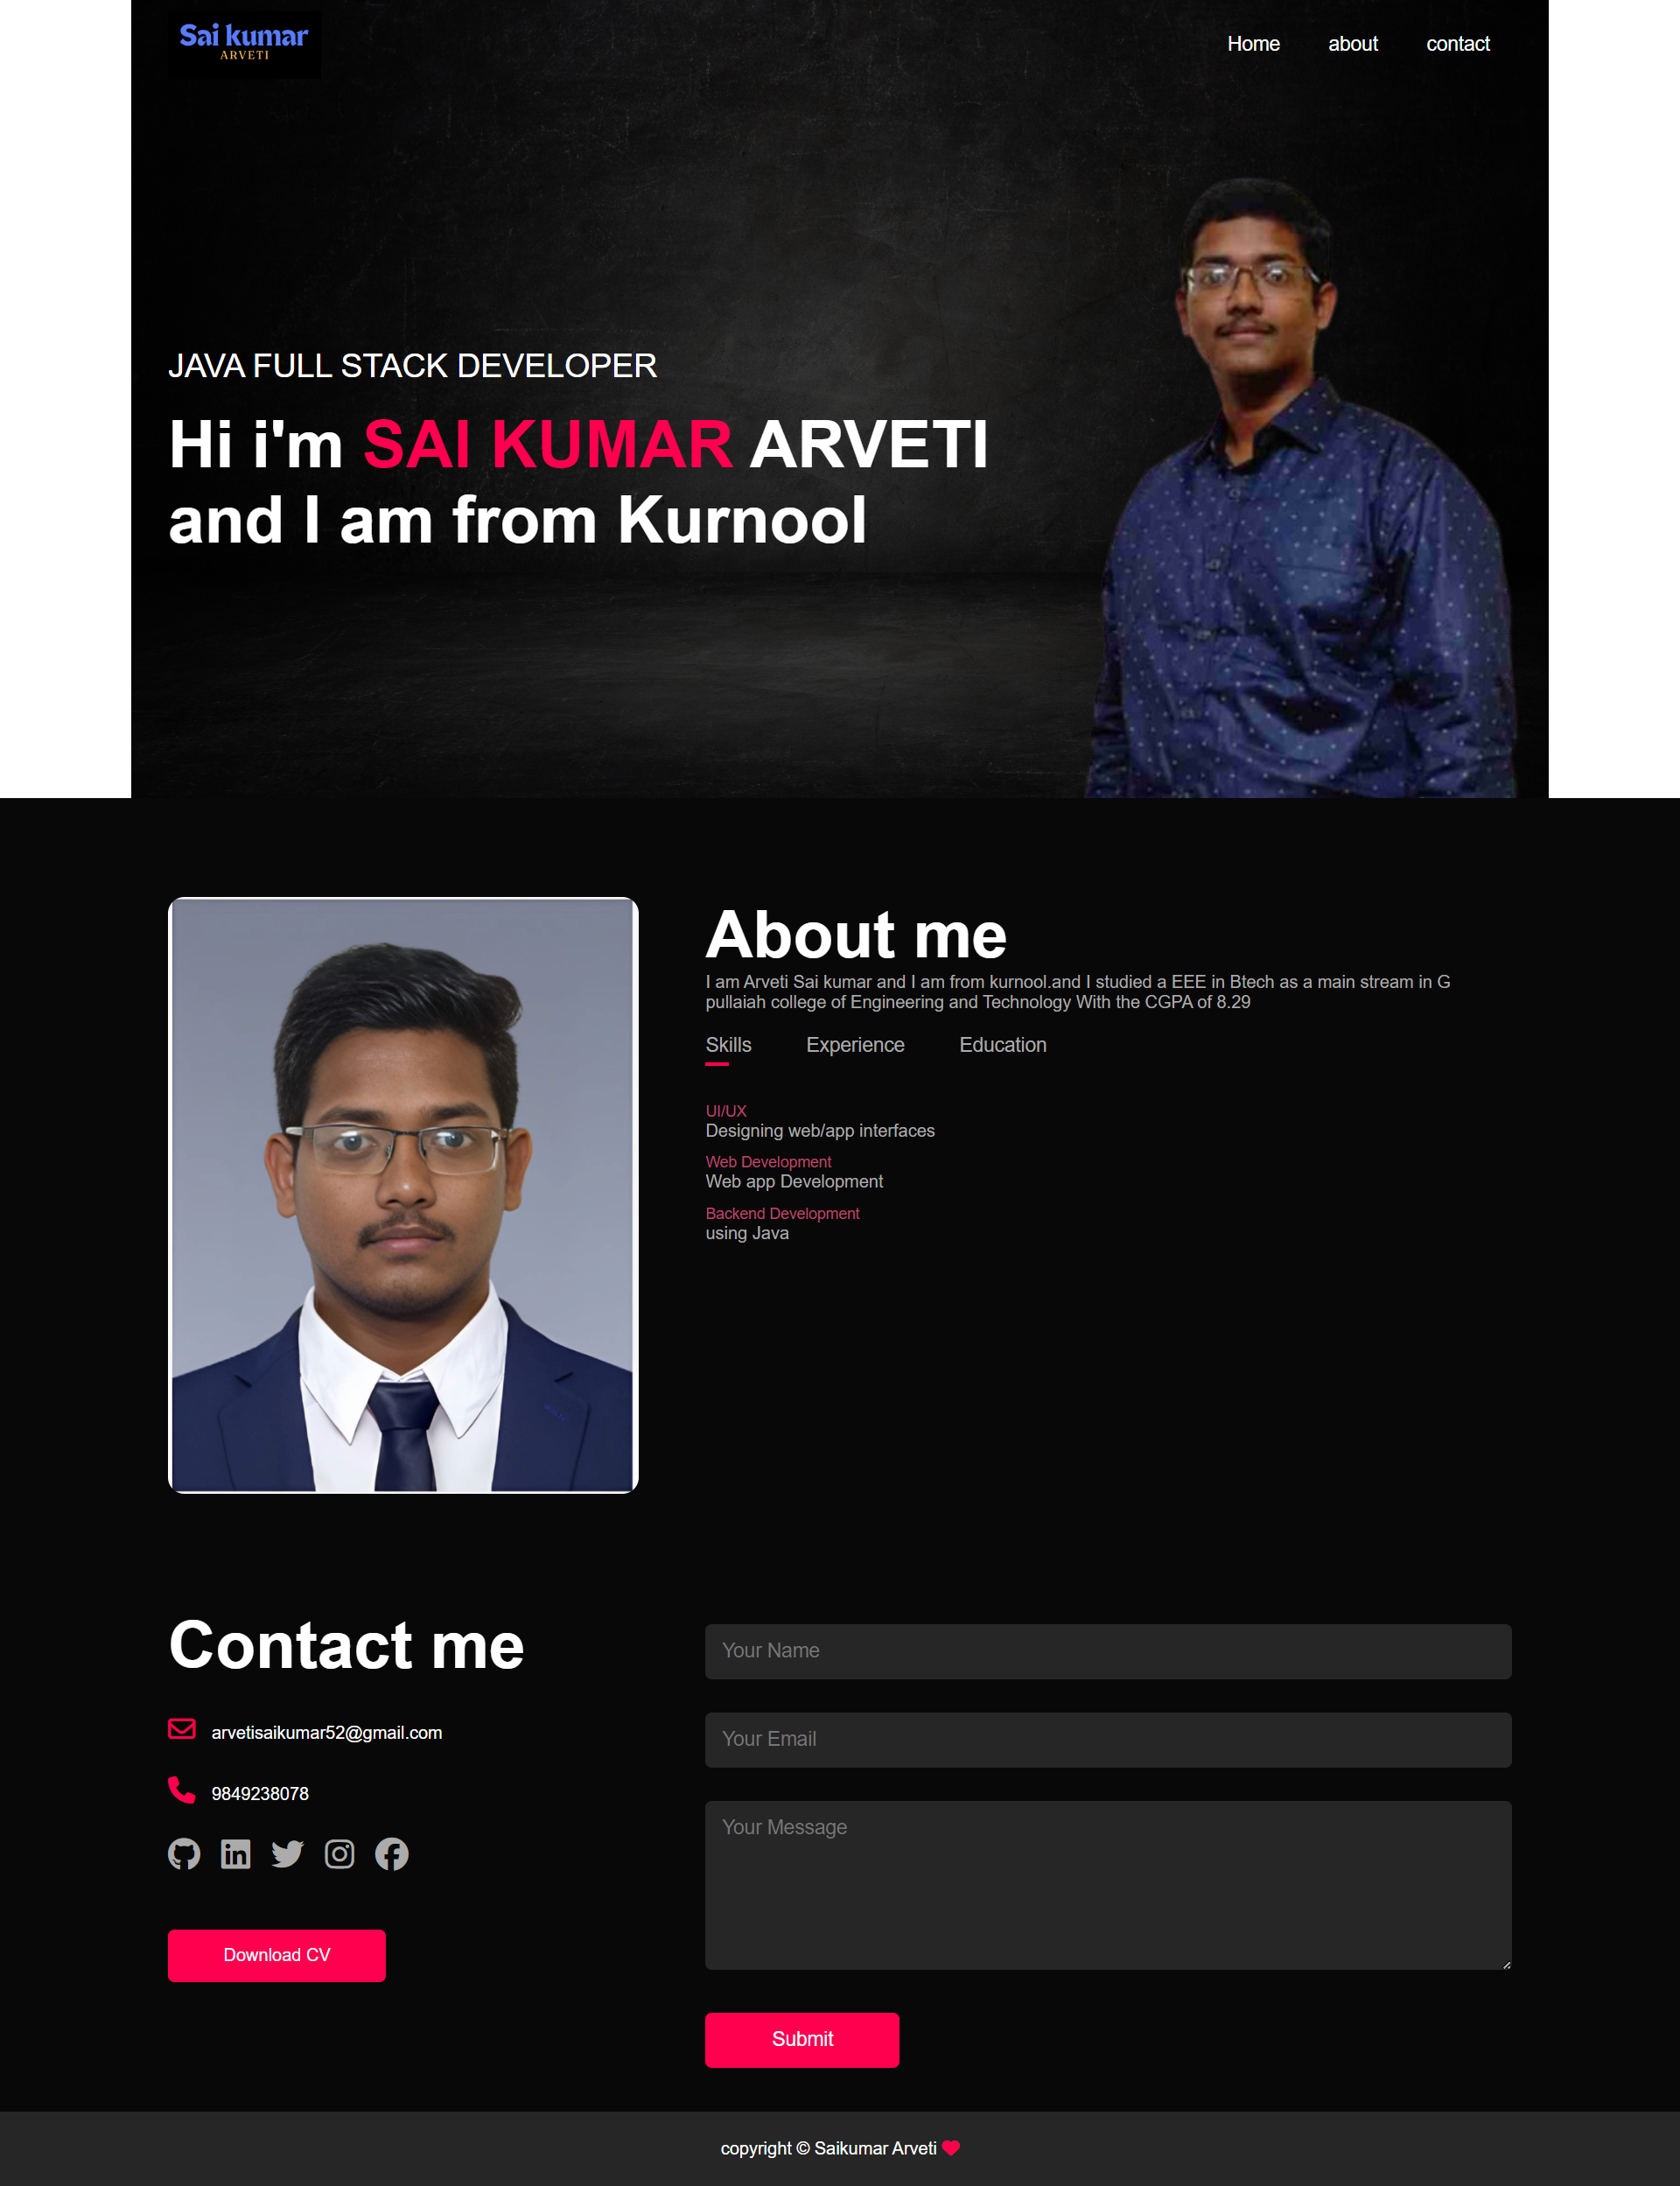 Sai kumar
ARVETI
Home about contact
JAVA FULL STACK DEVELOPER
Hi i'm SAI KUMAR ARVETI
and I am from Kurnool
About me
I am Arveti Sai kumar and I am from kurnool.and I studied a EEE in Btech as a main stream in G
pullaiah college of Engineering and Technology With the CGPA of 8.29
Skills Experience Education
UI/UX
Designing web/app interfaces
Web Development
Web app Development
Backend Development
using Java
Contact me
arvetisaikumar52@gmail.com
9849238078
Download CV
Your Name
Your Email
Your Message
Submit
copyright © Saikumar Arveti